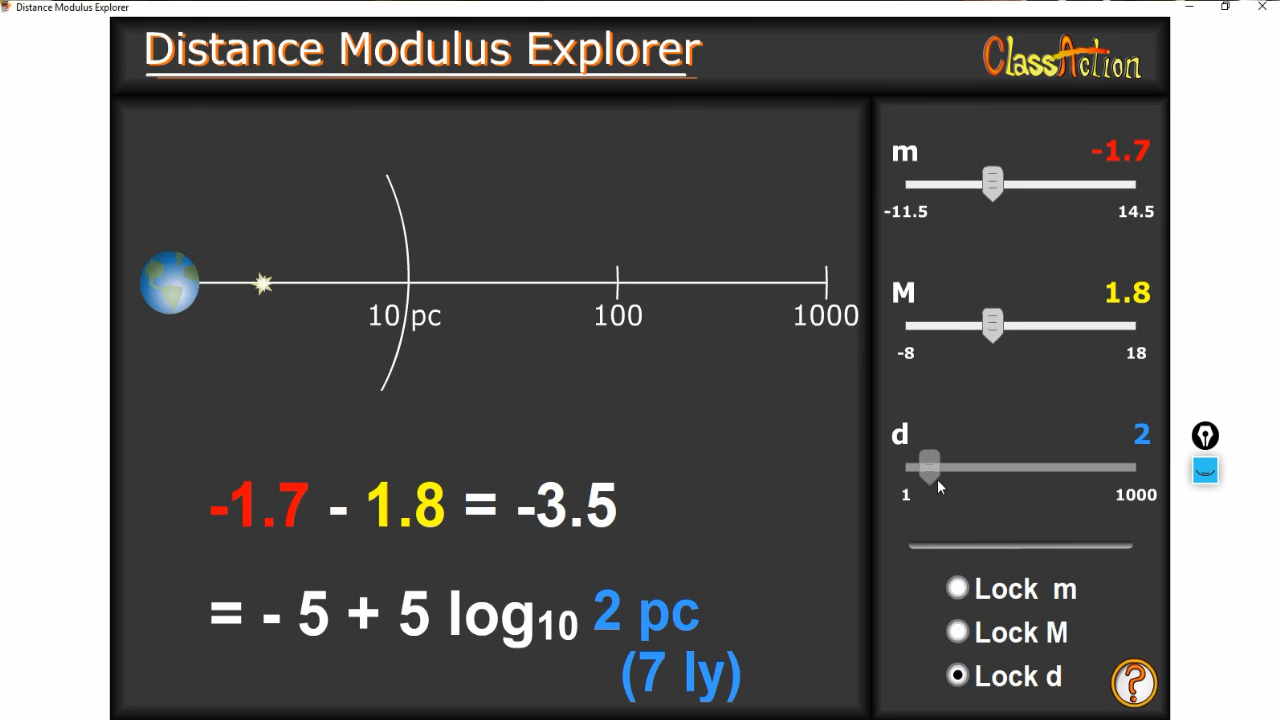 Distance Modulus Explorer
Distance Modulus Explorer
ClassAction
m -1.7
-11.5 14.5
M 1.8
-8 18
d 2
1 1000
10 pc 100 1000
-1.7 - 1.8 = -3.5
= - 5 + 5 log10 2 pc
(7 ly)
Lock m
Lock M
Lock d
?